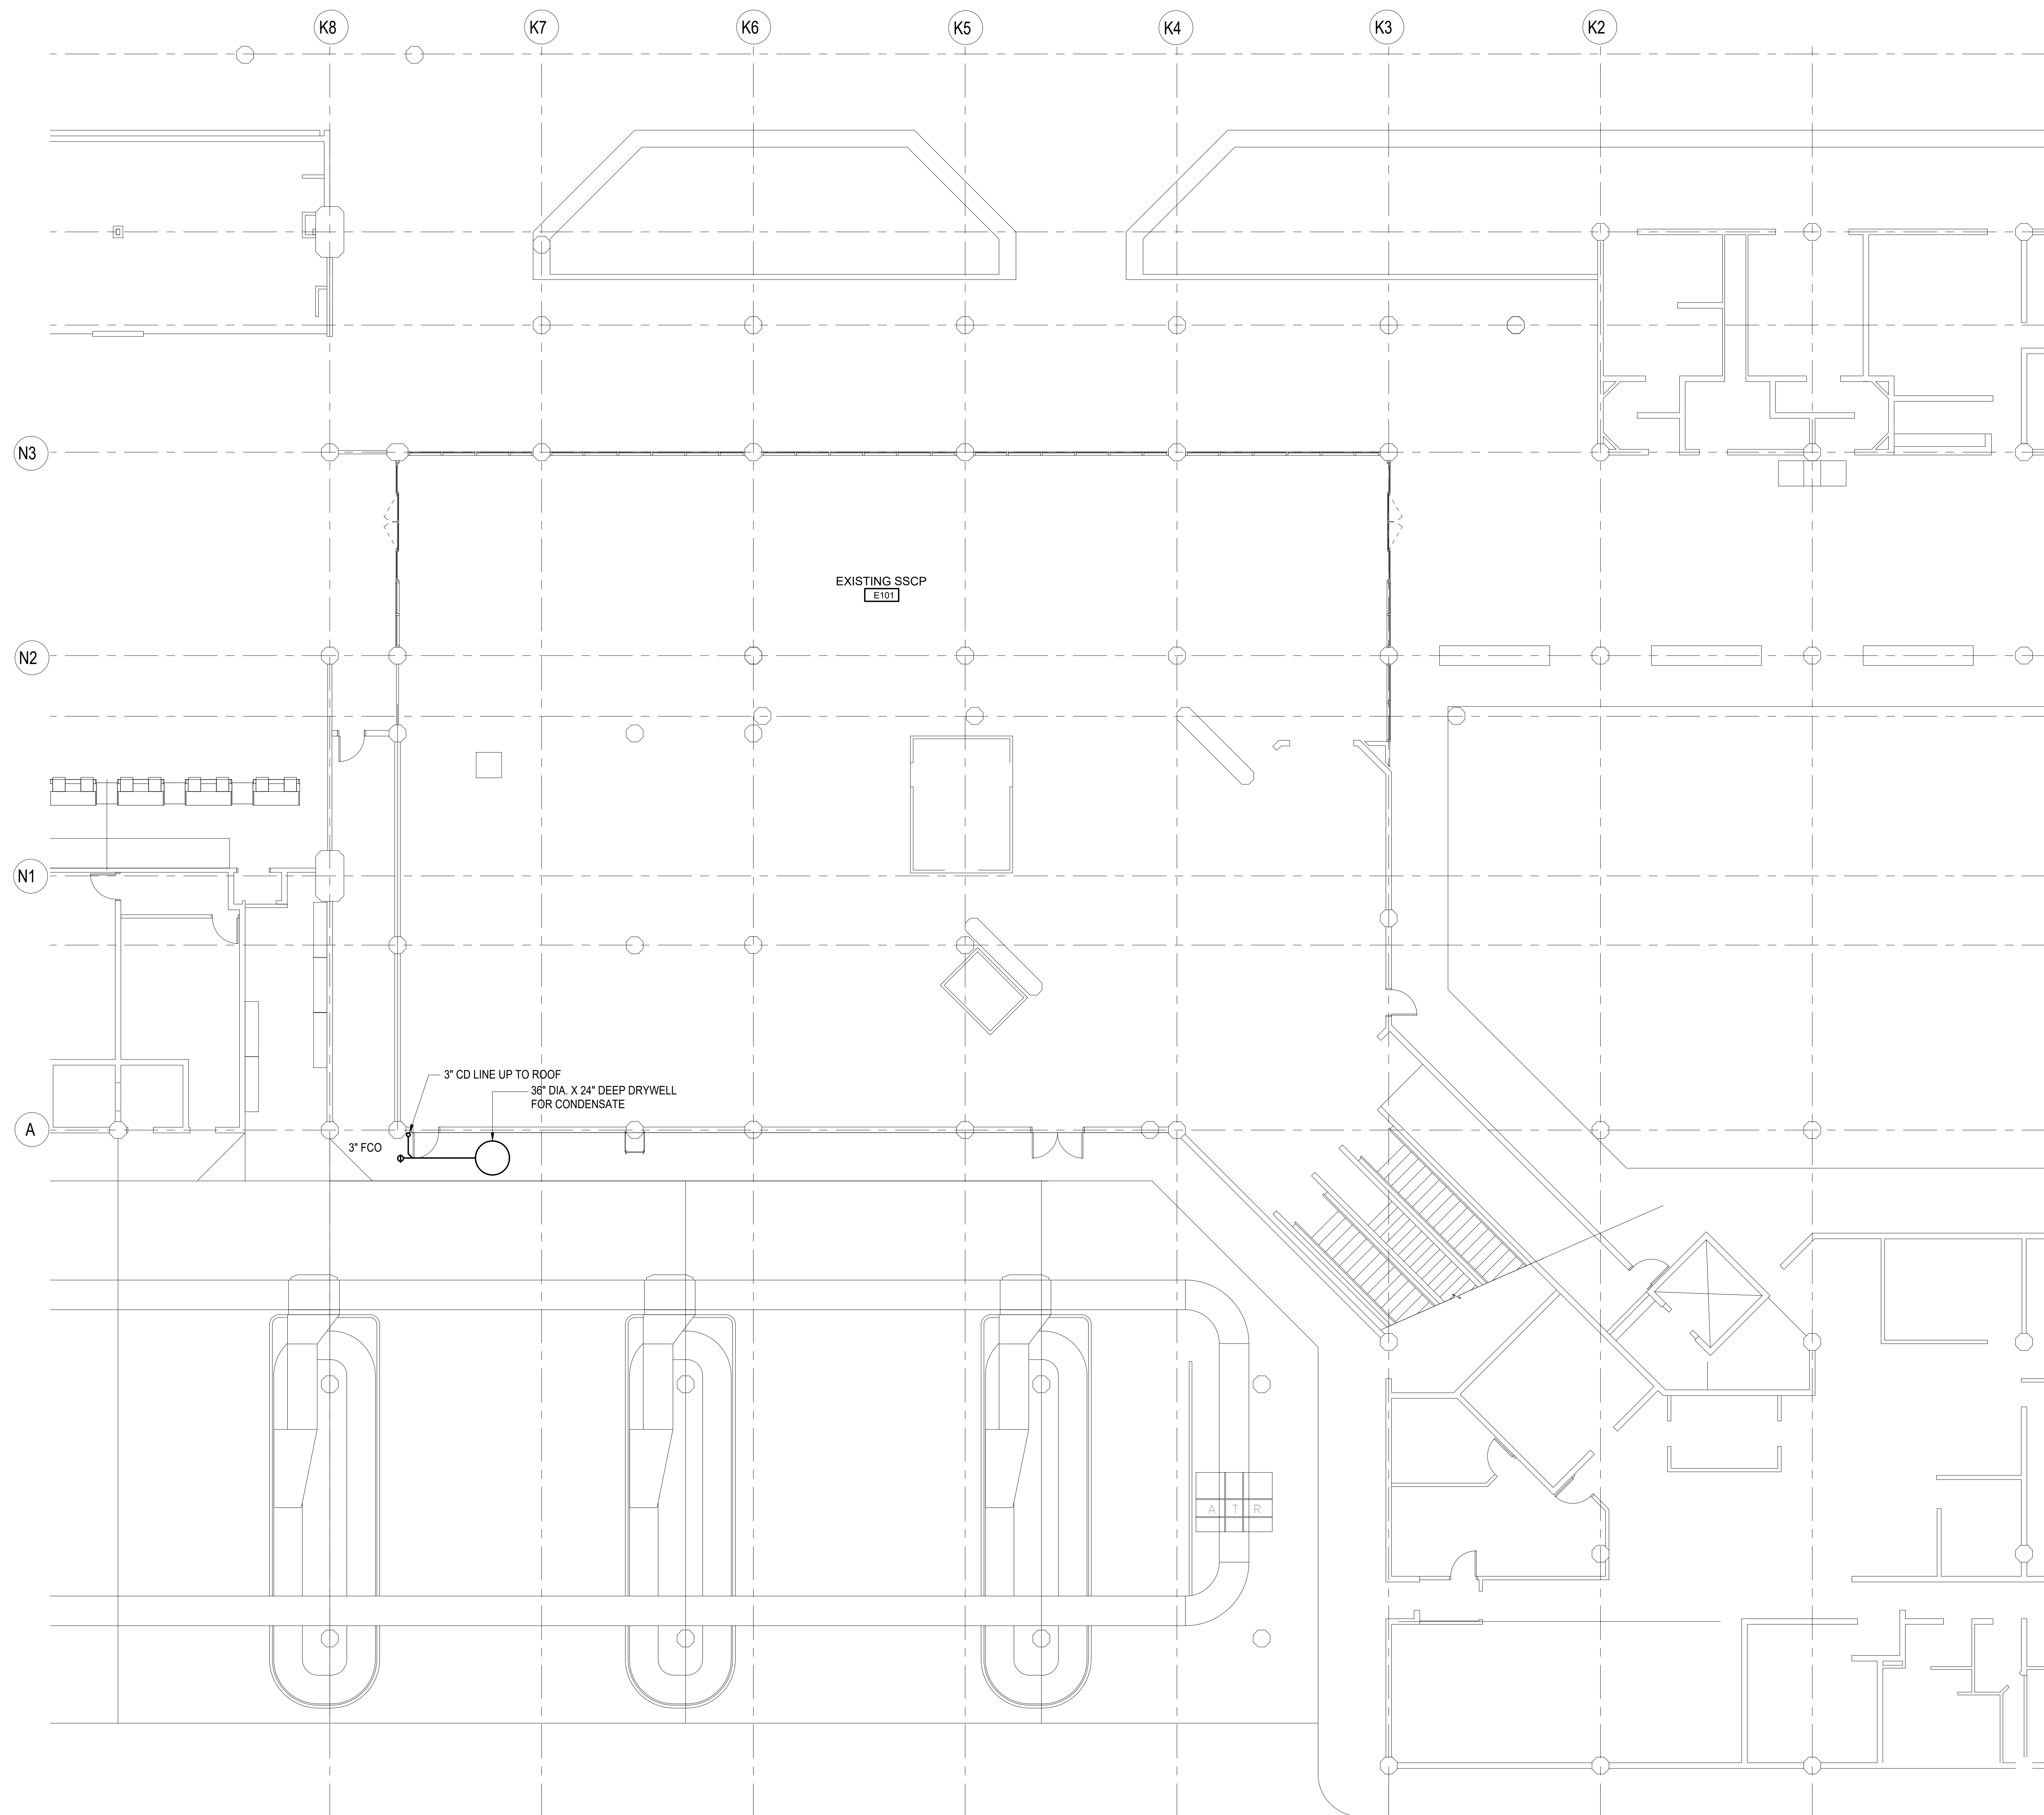 K8
K7
K6
K5
K4
K3
K2
N3
EXISTING SSCP
E101
N2
N1
3" CD LINE UP TO ROOF
36" DIA. X 24" DEEP DRYWELL
FOR CONDENSATE
A
3" FCO
A T R